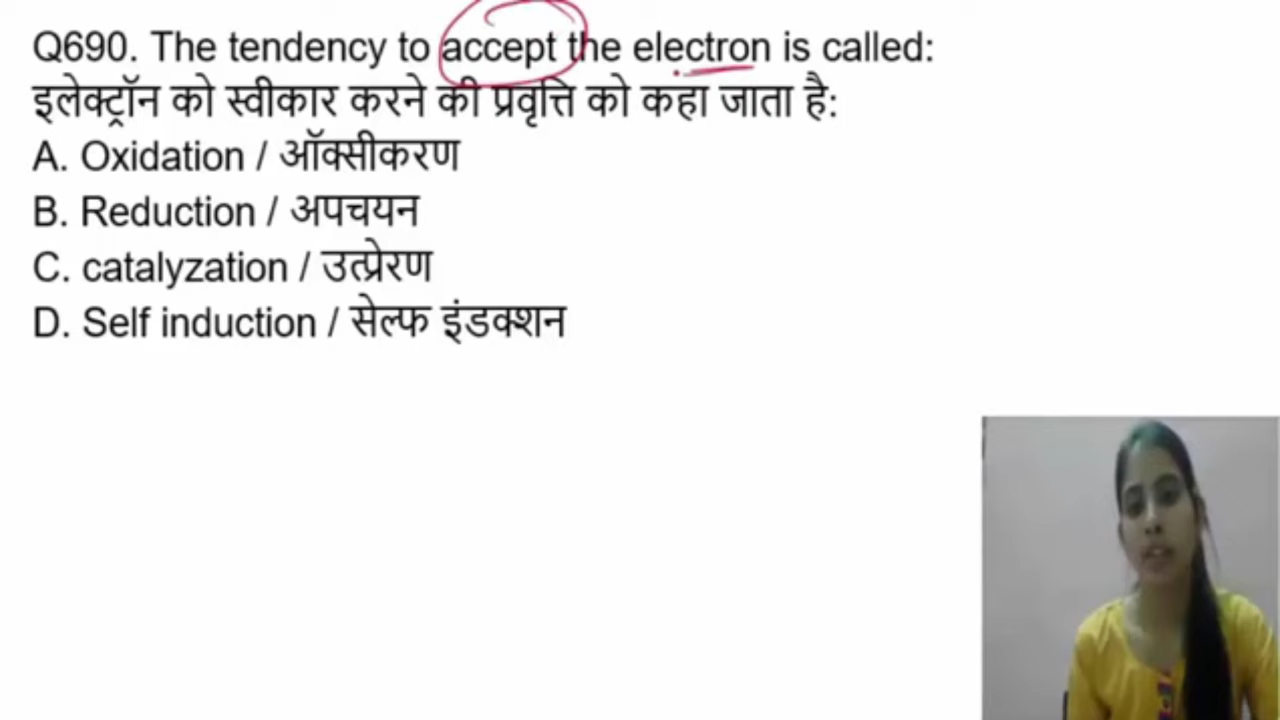 Q690. The tendency to accept the electron is called:
इलेक्ट्रॉन को स्वीकार करने की प्रवृत्ति को कहा जाता है:
A. Oxidation / ऑक्सीकरण
B. Reduction / अपचयन
C. catalyzation / उत्प्रेरण
D. Self induction / सेल्फ इंडक्शन